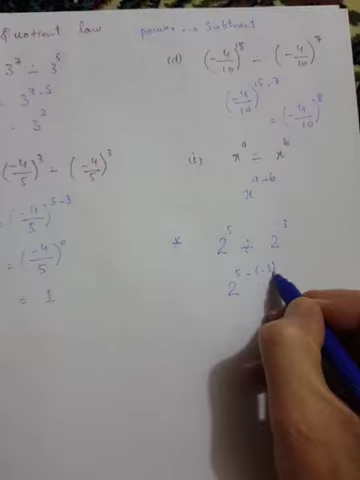 Quotient law
3^7 ÷ 3^5
= 3^{7-5}
= 3^2
(-4/5)^3 ÷ (-4/5)^3
= (-4/5)^{3-3}
= (-4/5)^0
= 1
power → Subtract
(d) (-4/10)^{15} ÷ (-4/10)^7
(-4/10)^{15-7}
= (-4/10)^8
(i) x^a ÷ x^b
x^{a-b}
* 2^5 ÷ 2^{-3}
2^{5-(-3)}